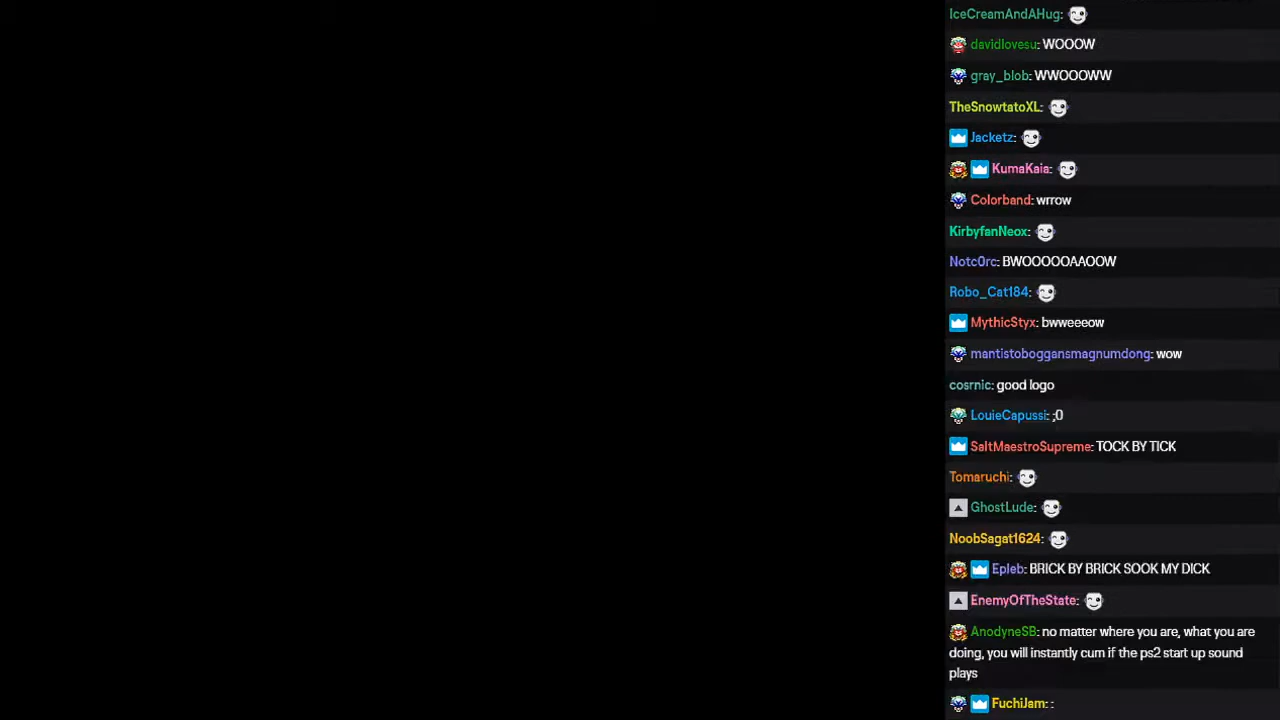 IceCreamAndAHug:
davidlovesu: WOOOW
gray_blob: WWOOOWW
TheSnowtatoXL:
Jacketz:
KumaKaia:
Colorband: wrrow
KirbyfanNeox:
Notc0rc: BWOOOOOAAOOW
Robo_Cat184:
MythicStyx: bwweeeow
mantistoboggansmagnumdong: wow
cosrnic: good logo
LouieCapussi: ;0
SaltMaestroSupreme: TOCK BY TICK
Tomaruchi:
GhostLude:
NoobSagat1624:
Epleb: BRICK BY BRICK SOOK MY DICK
EnemyOfTheState:
AnodyneSB: no matter where you are, what you are
doing, you will instantly cum if the ps2 start up sound
plays
FuchiJam: :